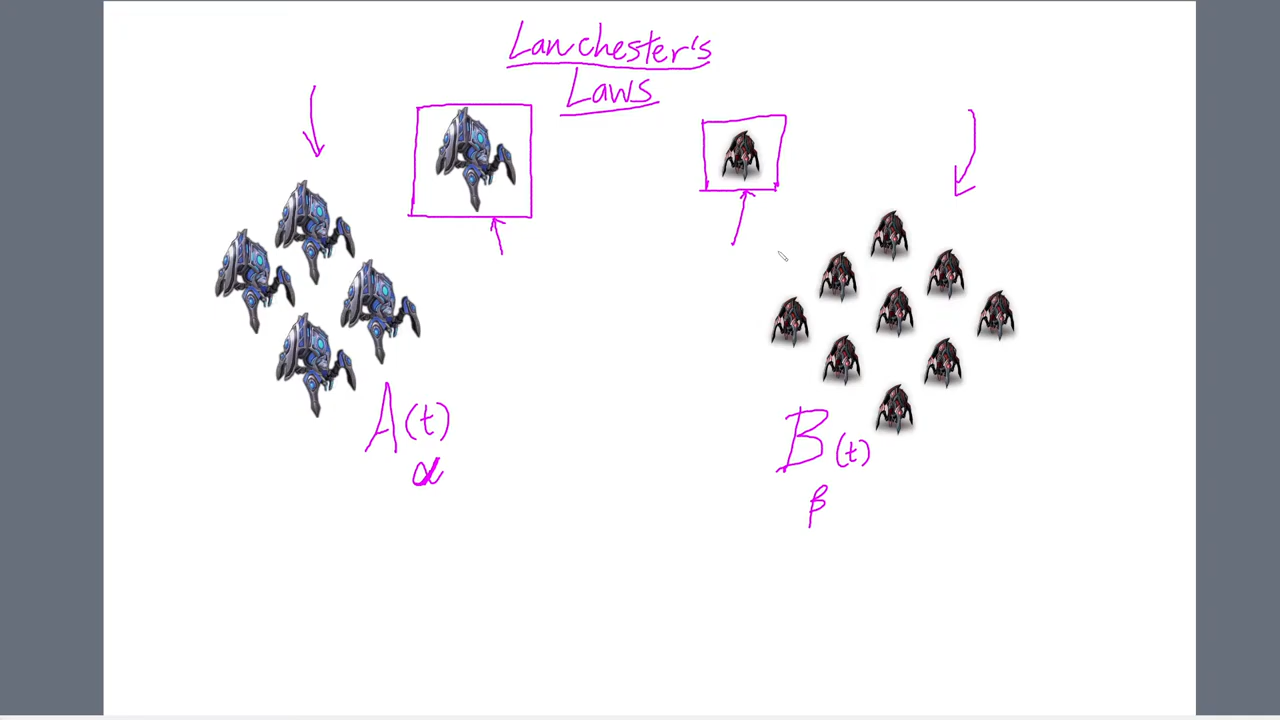 Lanchester's
Laws
A(t)
α
B(t)
β